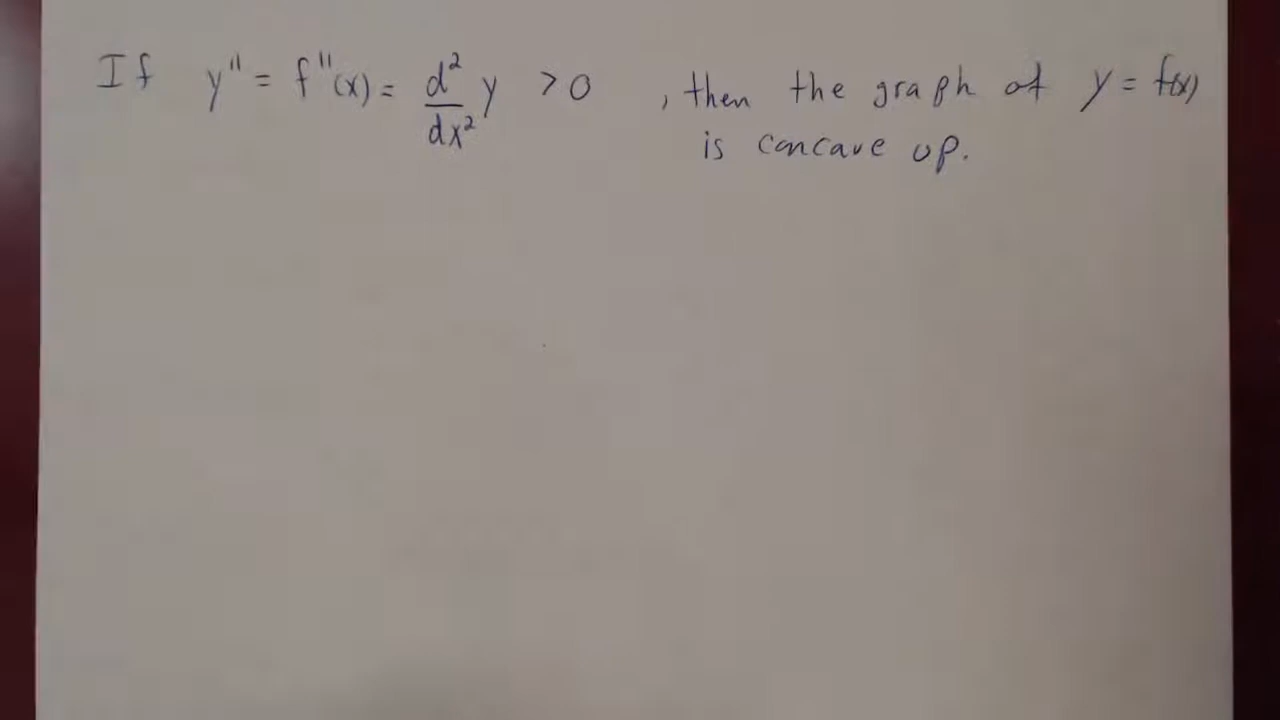 If y" = f"(x) = d²/dx² y > 0 , then the graph of y = f(x)
is concave up.